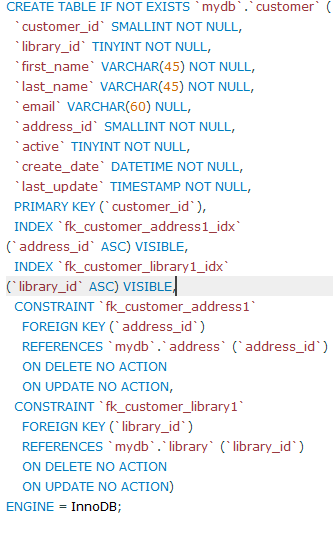 CREATE TABLE IF NOT EXISTS `mydb`.`customer` (
`customer_id` SMALLINT NOT NULL,
`library_id` TINYINT NOT NULL,
`first_name` VARCHAR(45) NOT NULL,
`last_name` VARCHAR(45) NOT NULL,
`email` VARCHAR(60) NULL,
`address_id` SMALLINT NOT NULL,
`active` TINYINT NOT NULL,
`create_date` DATETIME NOT NULL,
`last_update` TIMESTAMP NOT NULL,
PRIMARY KEY (`customer_id`),
INDEX `fk_customer_address1_idx`
(`address_id` ASC) VISIBLE,
INDEX `fk_customer_library1_idx`
(`library_id` ASC) VISIBLE,
CONSTRAINT `fk_customer_address1`
FOREIGN KEY (`address_id`)
REFERENCES `mydb`.`address` (`address_id`)
ON DELETE NO ACTION
ON UPDATE NO ACTION,
CONSTRAINT `fk_customer_library1`
FOREIGN KEY (`library_id`)
REFERENCES `mydb`.`library` (`library_id`)
ON DELETE NO ACTION
ON UPDATE NO ACTION)
ENGINE = InnoDB;